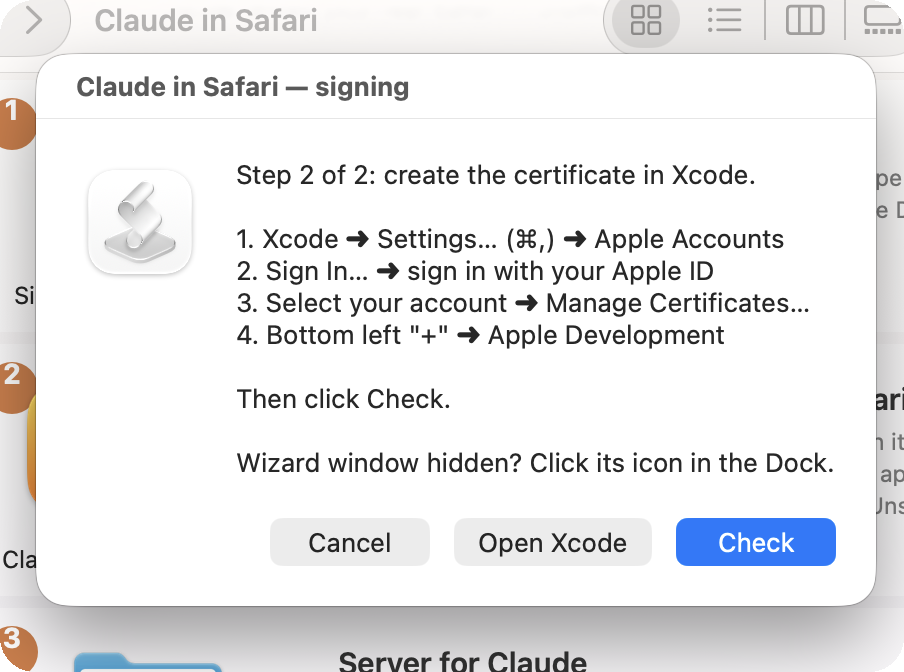 Claude in Safari
Claude in Safari — signing
1
Step 2 of 2: create the certificate in Xcode.
1. Xcode ➜ Settings… (⌘,) ➜ Apple Accounts
2. Sign In… ➜ sign in with your Apple ID
3. Select your account ➜ Manage Certificates…
4. Bottom left "+" ➜ Apple Development
2
Then click Check.
Wizard window hidden? Click its icon in the Dock.
Cancel
Open Xcode
Check
3
Server for Claude